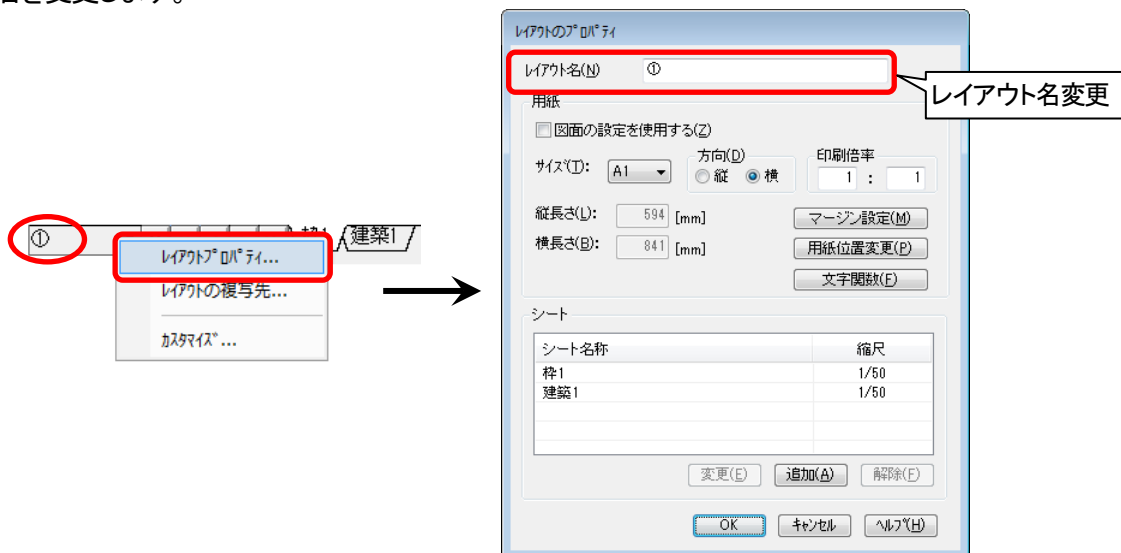 名を変更します。
レイアウトのプロパティ
レイアウト名(N) ①
レイアウト名変更
用紙
図面の設定を使用する(Z)
サイズ(T): A1
方向(D)
縦 横
印刷倍率
1 : 1
縦長さ(L): 594 [mm]
横長さ(B): 841 [mm]
マージン設定(M)
用紙位置変更(P)
文字関数(F)
①
建築1
レイアウトプロパティ...
レイアウトの複写先...
カスタマイズ...
シート
シート名称 縮尺
枠1 1/50
建築1 1/50
変更(E) 追加(A) 解除(F)
OK キャンセル ヘルプ(H)